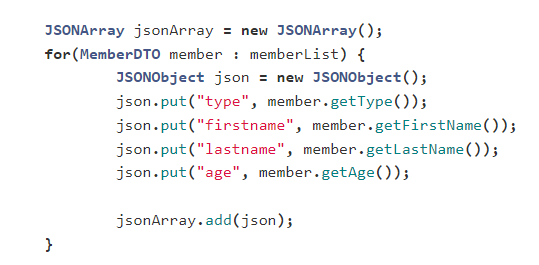 JSONArray jsonArray = new JSONArray();
for(MemberDTO member : memberList) {
        JSONObject json = new JSONObject();
        json.put("type", member.getType());
        json.put("firstname", member.getFirstName());
        json.put("lastname", member.getLastName());
        json.put("age", member.getAge());

        jsonArray.add(json);
}